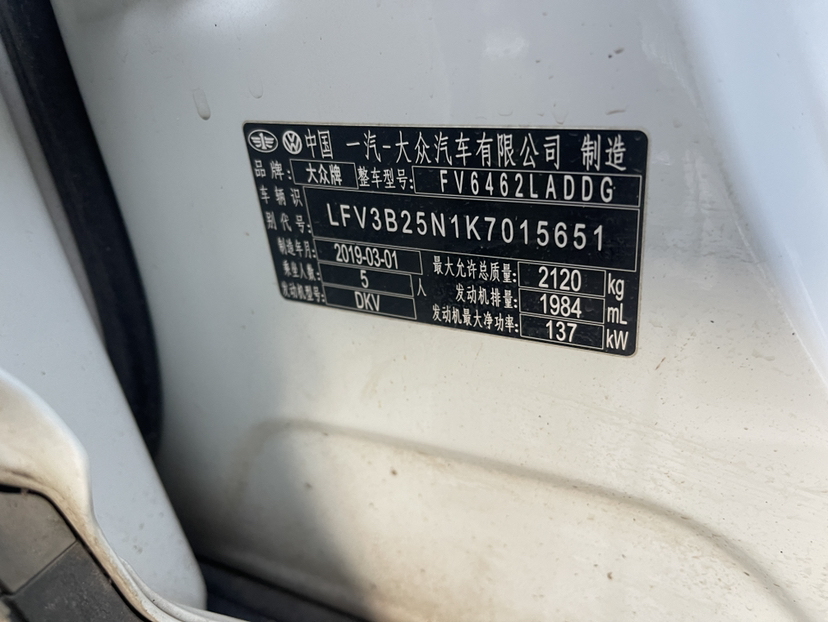 中国 一汽-大众汽车有限公司 制造
品牌: 大众牌 整车型号: FV6462LADDG
车辆识别代号: LFV3B25N1K7015651
制造年月: 2019-03-01 最大允许总质量: 2120 kg
乘坐人数: 5 人 发动机排量: 1984 mL
发动机型号: DKV 发动机最大净功率: 137 kW